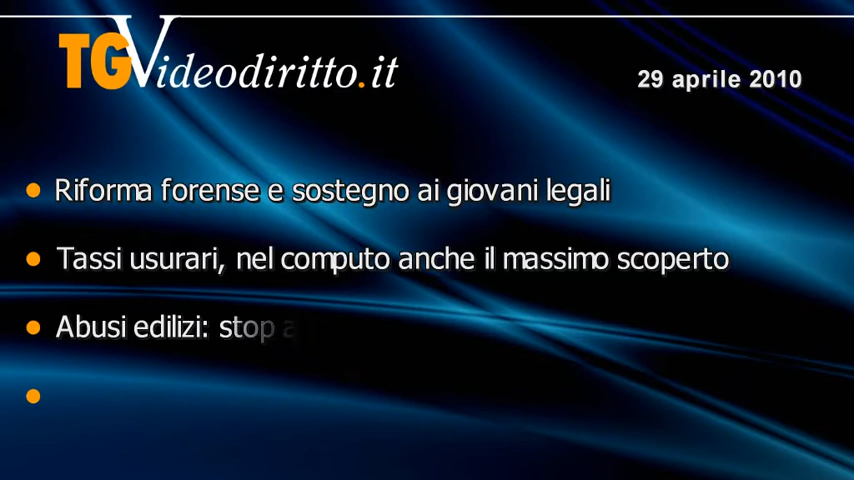 TGVideodiritto.it
29 aprile 2010
Riforma forense e sostegno ai giovani legali
Tassi usurari, nel computo anche il massimo scoperto
Abusi edilizi: stop a